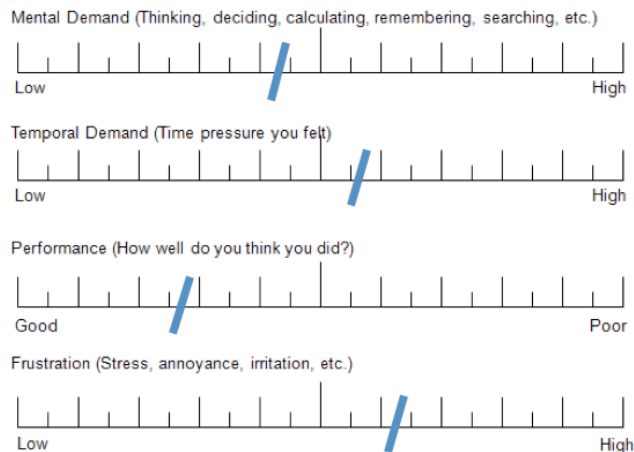 Mental Demand (Thinking, deciding, calculating, remembering, searching, etc.)
Low High
Temporal Demand (Time pressure you felt)
Low High
Performance (How well do you think you did?)
Good Poor
Frustration (Stress, annoyance, irritation, etc.)
Low High